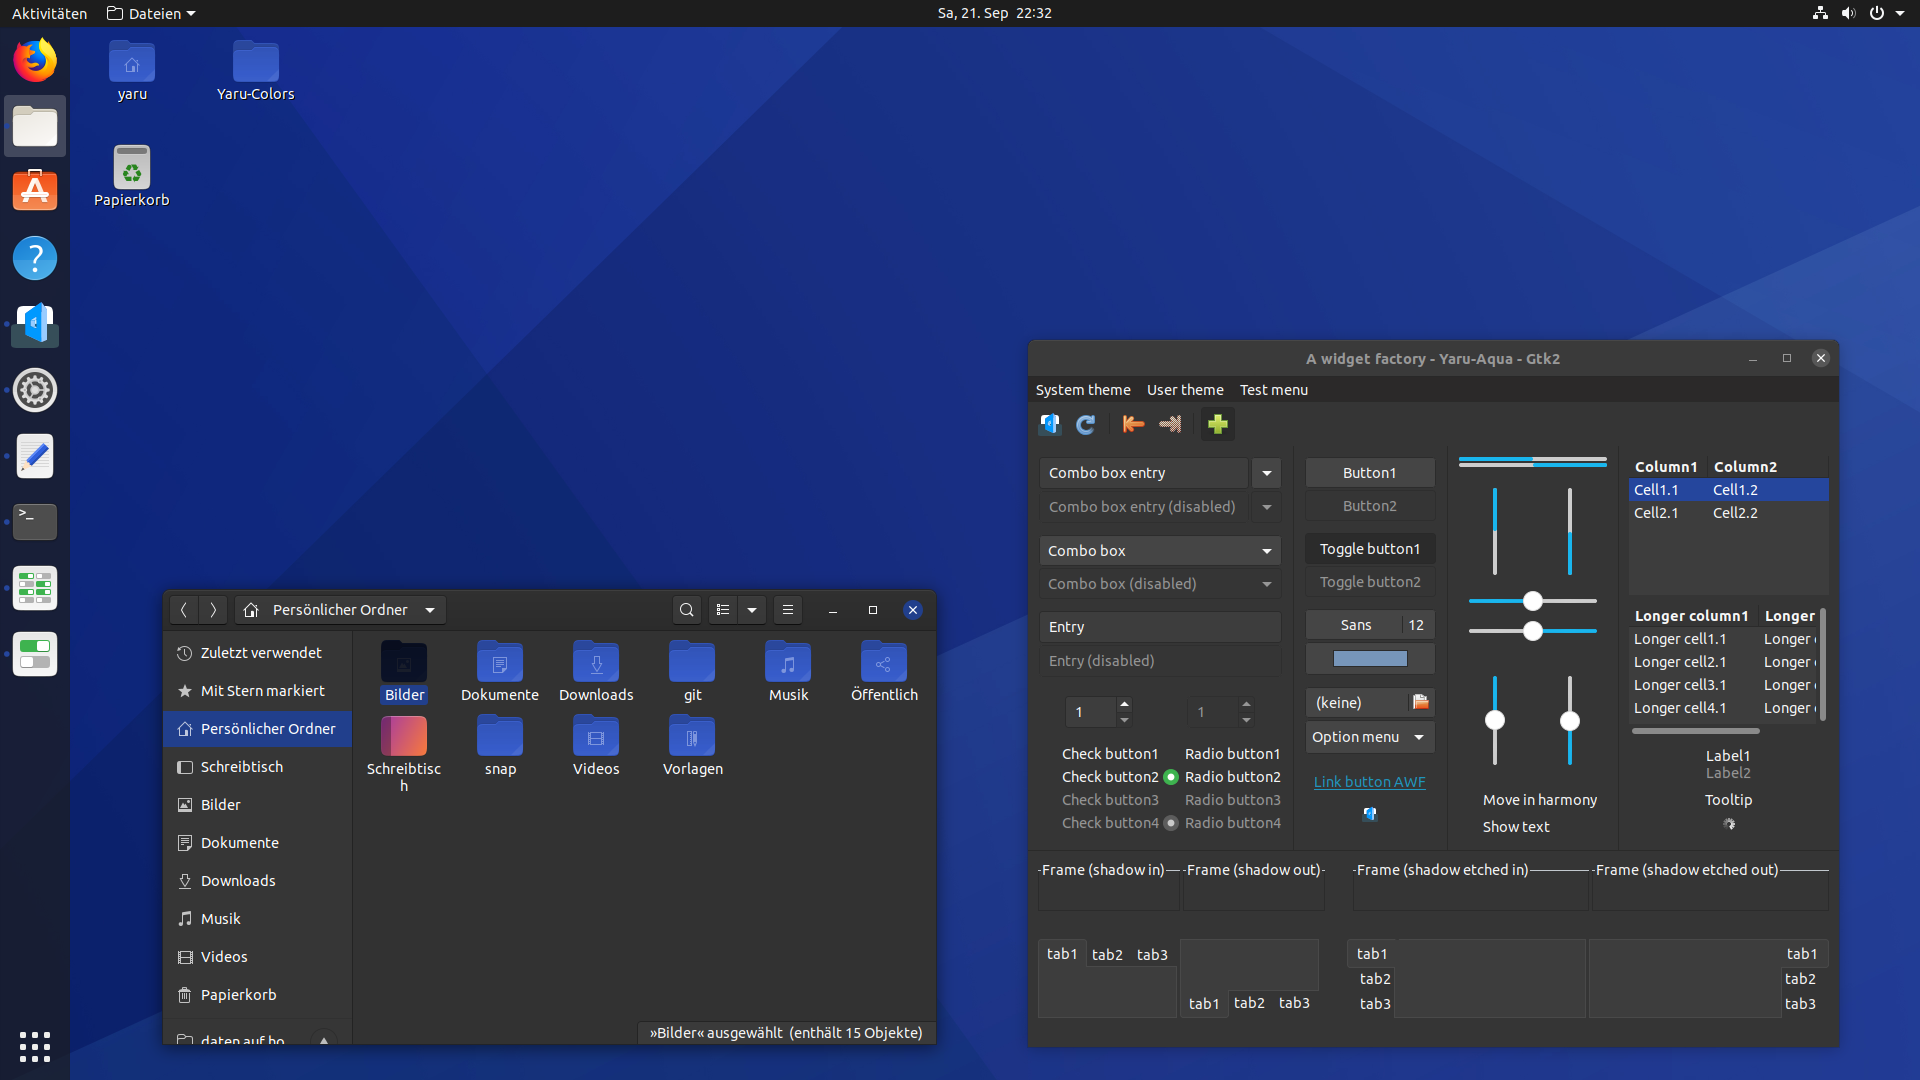 Aktivitäten
Dateien
Sa, 21. Sep 22:32
yaru
Yaru-Colors
Papierkorb
Persönlicher Ordner
Zuletzt verwendet
Mit Stern markiert
Persönlicher Ordner
Schreibtisch
Bilder
Dokumente
Downloads
Musik
Videos
Papierkorb
Bilder
Dokumente
Downloads
git
Musik
Öffentlich
Schreibtisc
h
snap
Videos
Vorlagen
»Bilder« ausgewählt (enthält 15 Objekte)
A widget factory - Yaru-Aqua - Gtk2
System theme User theme Test menu
Combo box entry
Combo box entry (disabled)
Combo box
Combo box (disabled)
Entry
Entry (disabled)
1 1
Check button1 Radio button1
Check button2 Radio button2
Check button3 Radio button3
Check button4 Radio button4
Button1
Button2
Toggle button1
Toggle button2
Sans 12
(keine)
Option menu
Link button AWF
Move in harmony
Show text
Column1 Column2
Cell1.1 Cell1.2
Cell2.1 Cell2.2
Longer column1 Longer
Longer cell1.1 Longer
Longer cell2.1 Longer
Longer cell3.1 Longer
Longer cell4.1 Longer
Label1
Label2
Tooltip
Frame (shadow in) Frame (shadow out) Frame (shadow etched in) Frame (shadow etched out)
tab1 tab2 tab3
tab1 tab2 tab3
tab1
tab2
tab3
tab1
tab2
tab3